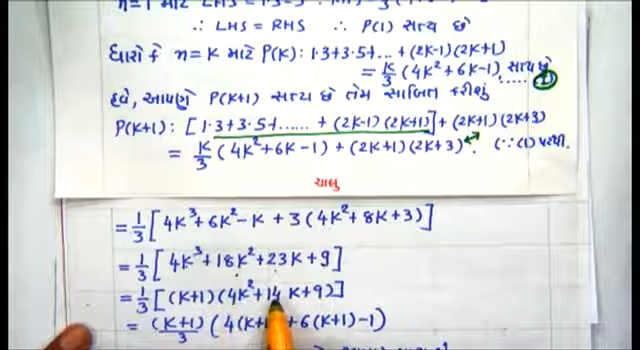 ∴ LHS = RHS ∴ P(1) સત્ય છે
ધારો કે n=K માટે P(K): 1·3+3·5+...+(2K-1)(2K+1)
= K/3 (4K²+6K-1) સત્ય છે ..... ①
હવે, આપણે P(K+1) સત્ય છે તેમ સાબિત કરીશું
P(K+1): [1·3+3·5+......+(2K-1)(2K+1)]+(2K+1)(2K+3)
= K/3 (4K²+6K-1)+(2K+1)(2K+3) (∵(1) પરથી.
ચાલુ
= 1/3 [4K³+6K²-K+3(4K²+8K+3)]
= 1/3 [4K³+18K²+23K+9]
= 1/3 [(K+1)(4K²+14K+9)]
= (K+1)/3 (4(K+1 +6(K+1)-1)